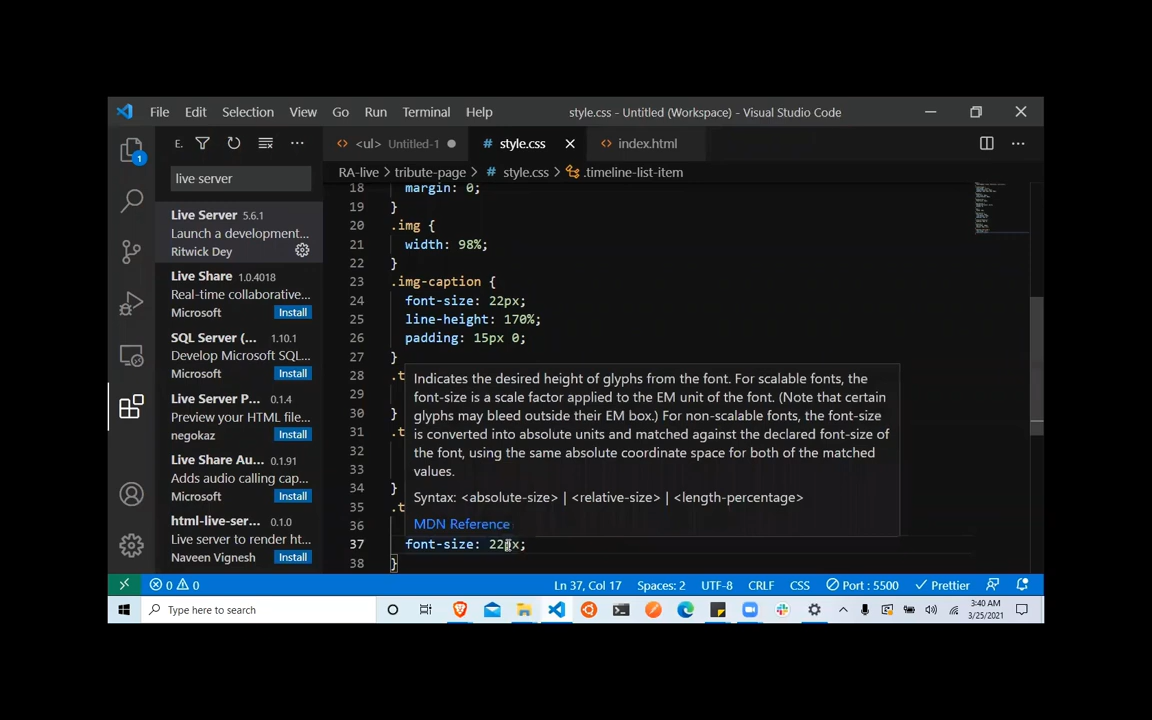 File Edit Selection View Go Run Terminal Help style.css - Untitled (Workspace) - Visual Studio Code
E. <ul> Untitled-1 # style.css <> index.html
live server
RA-live > tribute-page > # style.css > .timeline-list-item
Live Server 5.6.1
Launch a development...
Ritwick Dey
Live Share 1.0.4018
Real-time collaborative...
Microsoft Install
SQL Server (... 1.10.1
Develop Microsoft SQL...
Microsoft Install
Live Server P... 0.1.4
Preview your HTML file...
negokaz Install
Live Share Au... 0.1.91
Adds audio calling cap...
Microsoft Install
html-live-ser... 0.1.0
Live server to render ht...
Naveen Vignesh Install
1
18 margin: 0;
19 }
20 .img {
21 width: 98%;
22 }
23 .img-caption {
24 font-size: 22px;
25 line-height: 170%;
26 padding: 15px 0;
27 }
28 .t
29
30 }
31 .t
32
33
34 }
35 .t
36
37 font-size: 22px;
38 }
Indicates the desired height of glyphs from the font. For scalable fonts, the
font-size is a scale factor applied to the EM unit of the font. (Note that certain
glyphs may bleed outside their EM box.) For non-scalable fonts, the font-size
is converted into absolute units and matched against the declared font-size of
the font, using the same absolute coordinate space for both of the matched
values.
Syntax: <absolute-size> | <relative-size> | <length-percentage>
MDN Reference
0 0 Ln 37, Col 17 Spaces: 2 UTF-8 CRLF CSS Port : 5500 Prettier
Type here to search
3:40 AM
3/25/2021